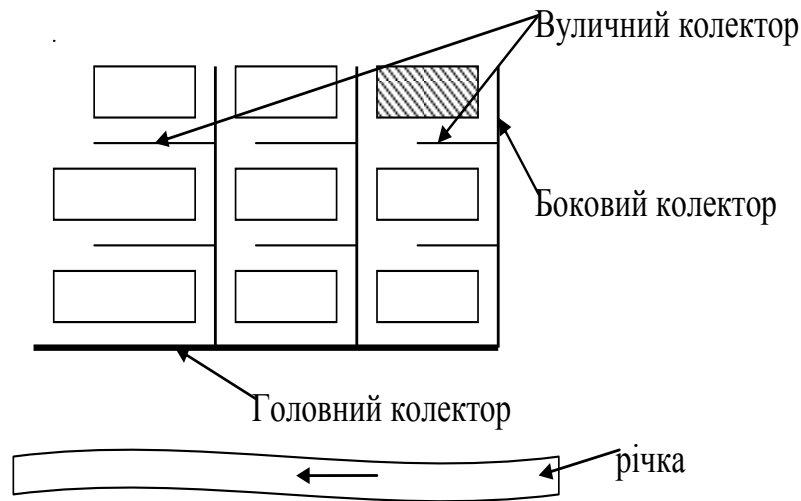 Вуличний колектор
Боковий колектор
Головний колектор
річка